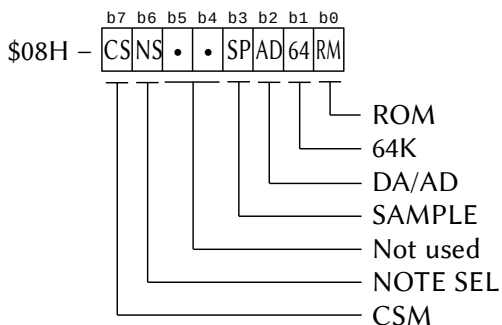 b7 b6 b5 b4 b3 b2 b1 b0
$08H – CS NS • • SP AD 64 RM
ROM
64K
DA/AD
SAMPLE
Not used
NOTE SEL
CSM